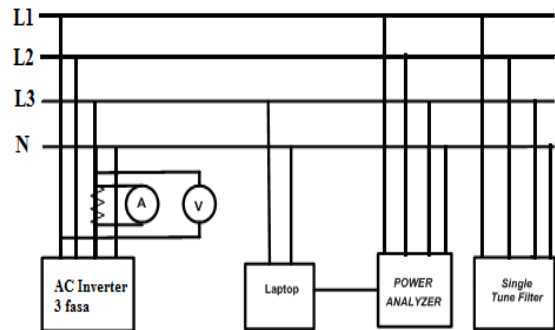 L1
L2
L3
N
A
V
AC Inverter
3 fasa
Laptop
POWER
ANALYZER
Single
Tune Filter